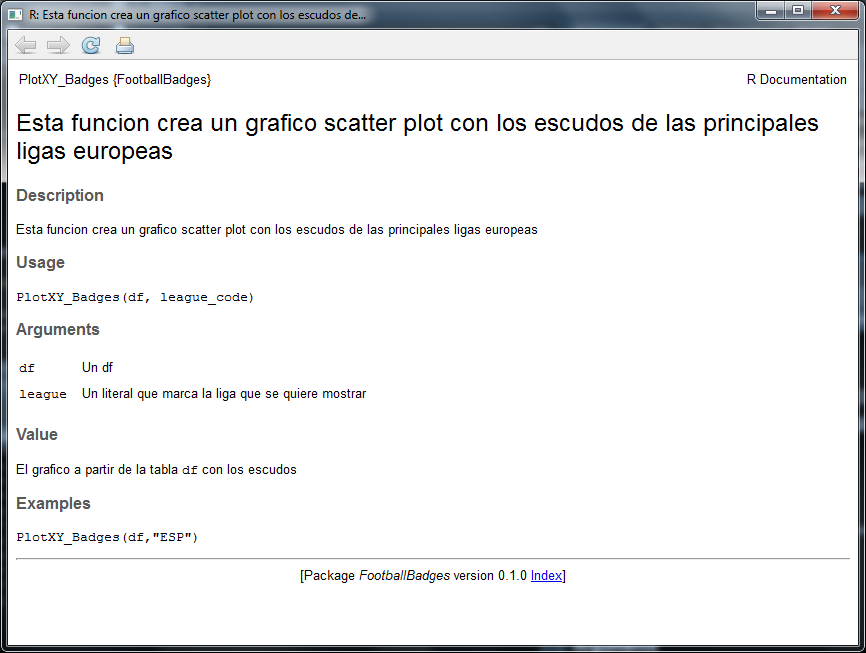 R: Esta funcion crea un grafico scatter plot con los escudos de...
PlotXY_Badges {FootballBadges}
R Documentation
Esta funcion crea un grafico scatter plot con los escudos de las principales
ligas europeas
Description
Esta funcion crea un grafico scatter plot con los escudos de las principales ligas europeas
Usage
PlotXY_Badges(df, league_code)
Arguments
df Un df
league Un literal que marca la liga que se quiere mostrar
Value
El grafico a partir de la tabla df con los escudos
Examples
PlotXY_Badges(df,"ESP")
[Package FootballBadges version 0.1.0 Index]